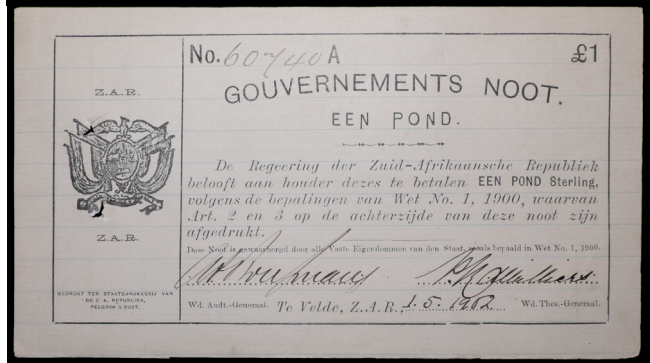 No. 60740 A £1
Z.A.R.
GOUVERNEMENTS NOOT.
EEN POND.
De Regeering der Zuid-Afrikaansche Republiek
belooft aan houder dezes te betalen EEN POND Sterling,
volgens de bepalingen van Wet No. 1, 1900, waarvan
Art. 2 en 3 op de achterzijde van deze noot zijn
afgedrukt.
Z.A.R.
Deze Noot is gewaarborgd door alle Vaste Eigendommen van den Staat, zooals bepaald in Wet No. 1, 1900.
GEDRUKT TER STAATSDRUKKERIJ VAN
DE Z. A. REPUBLIEK,
PELGRIM'S RUST.
Wd. Audt.-Generaal. Te Velde, Z.A.R., 1.5.1902 Wd. Thes.-Generaal.